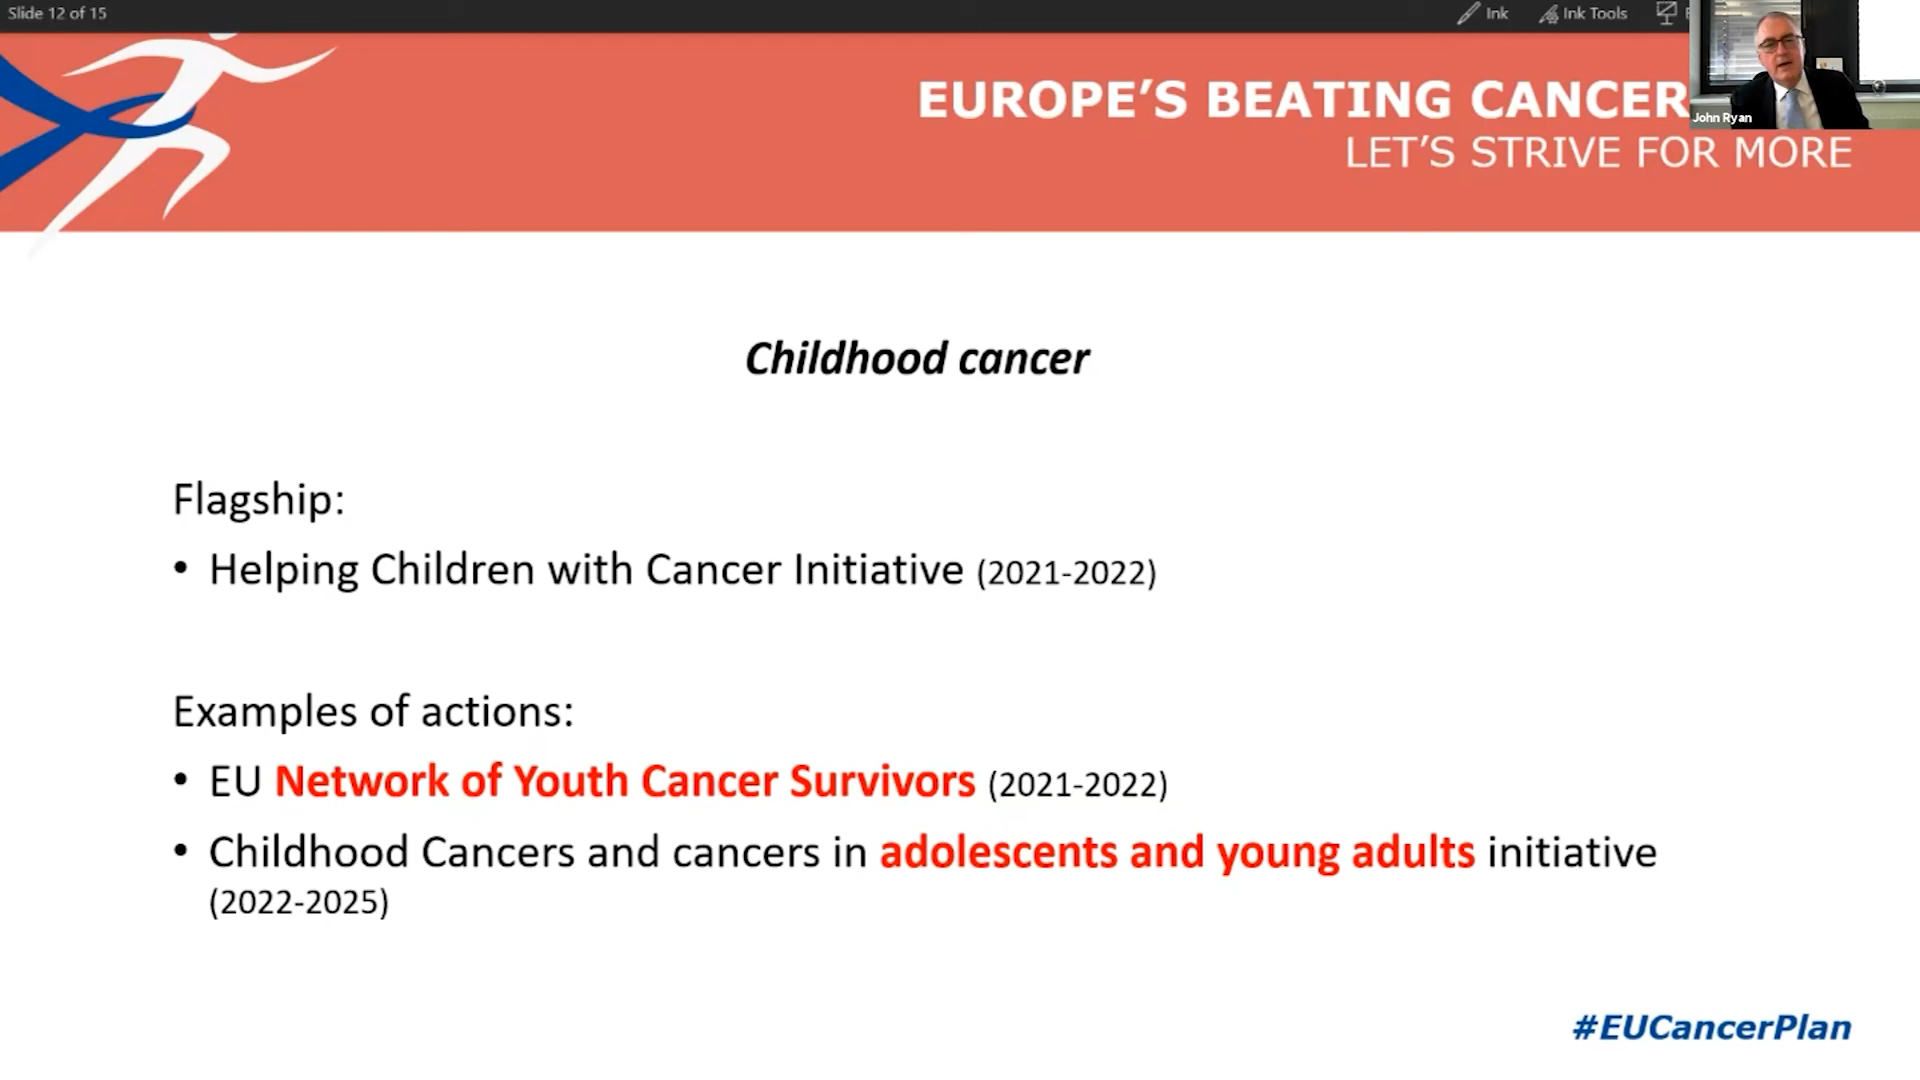 Slide 12 of 15
Ink
Ink Tools
EUROPE'S BEATING CANCER
LET'S STRIVE FOR MORE
John Ryan
Childhood cancer
Flagship:
• Helping Children with Cancer Initiative (2021-2022)
Examples of actions:
• EU Network of Youth Cancer Survivors (2021-2022)
• Childhood Cancers and cancers in adolescents and young adults initiative
(2022-2025)
#EUCancerPlan